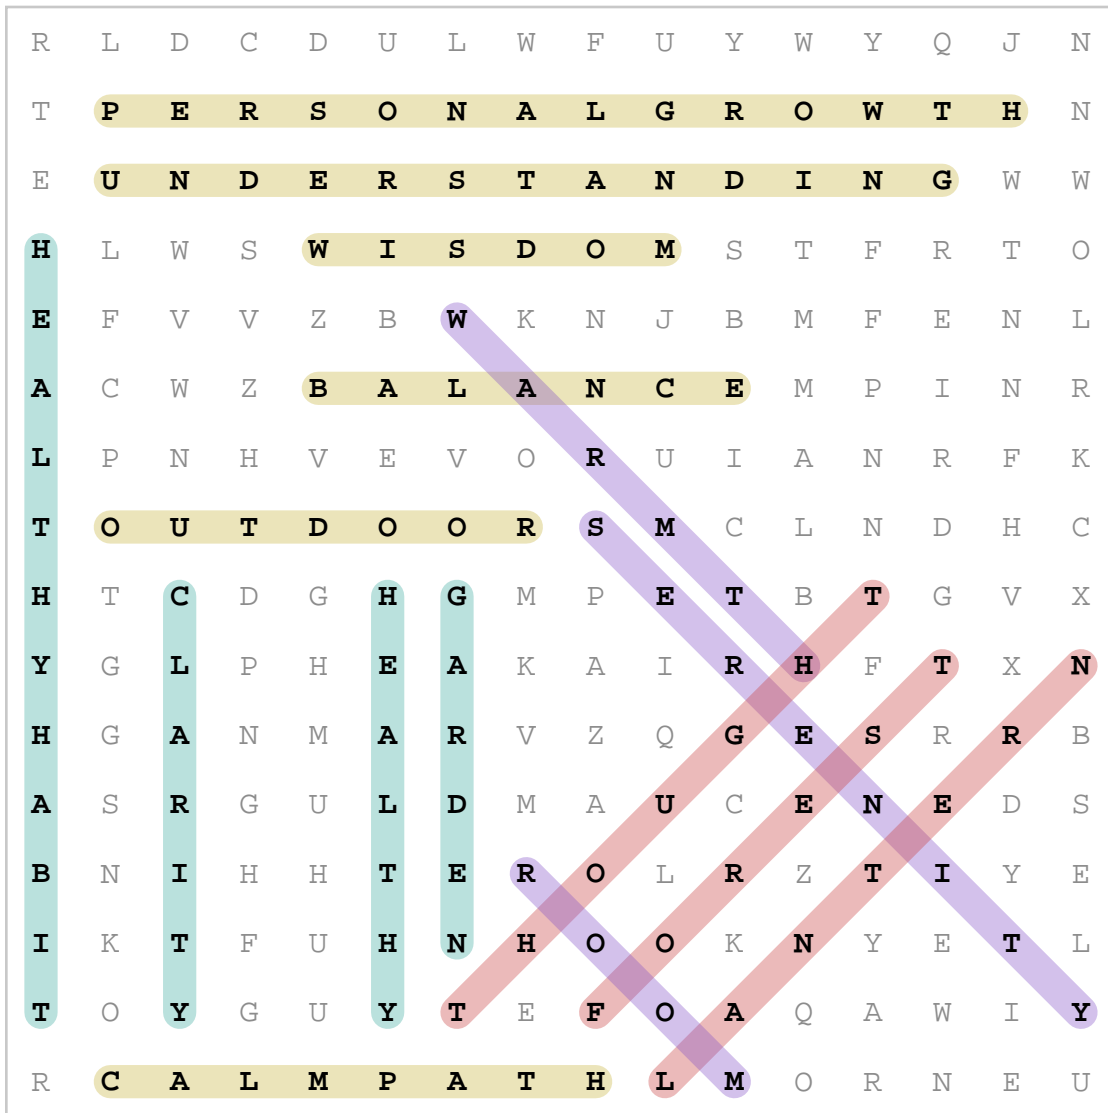 R L D C D U L W F U Y W Y Q J N
T P E R S O N A L G R O W T H N
E U N D E R S T A N D I N G W W
H L W S W I S D O M S T F R T O
E F V V Z B W K N J B M F E N L
A C W Z B A L A N C E M P I N R
L P N H V E V O R U I A N R F K
T O U T D O O R S M C L N D H C
H T C D G H G M P E T B T G V X
Y G L P H E A K A I R H F T X N
H G A N M A R V Z Q G E S R R B
A S R G U L D M A U C E N E D S
B N I H H T E R O L R Z T I Y E
I K T F U H N H O O K N Y E T L
T O Y G U Y T E F O A Q A W I Y
R C A L M P A T H L M O R N E U